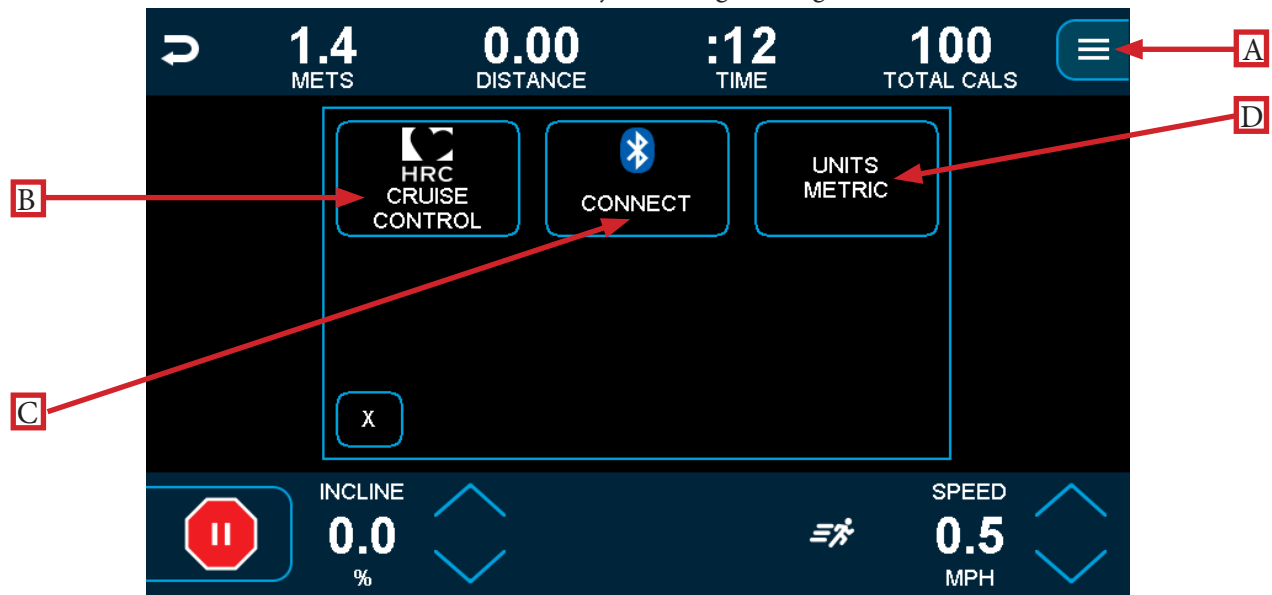 1.4
METS
0.00
DISTANCE
:12
TIME
100
TOTAL CALS
A
D
B
C
HRC
CRUISE
CONTROL
CONNECT
UNITS
METRIC
X
INCLINE
0.0
%
SPEED
0.5
MPH